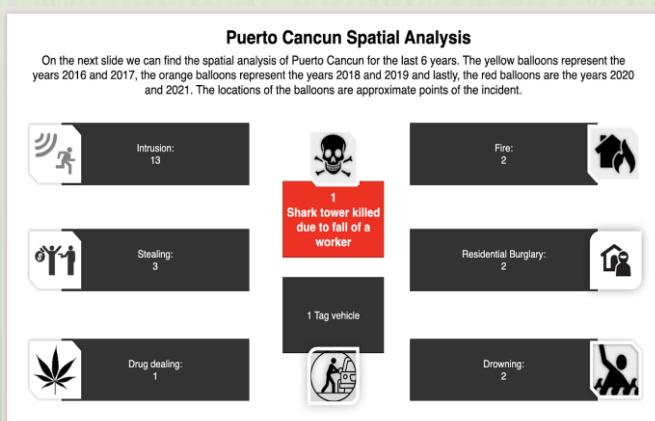 Puerto Cancun Spatial Analysis
On the next slide we can find the spatial analysis of Puerto Cancun for the last 6 years. The yellow balloons represent the
years 2016 and 2017, the orange balloons represent the years 2018 and 2019 and lastly, the red balloons are the years 2020
and 2021. The locations of the balloons are approximate points of the incident.
Intrusion:
13
1
Shark tower killed
due to fall of a
worker
Fire:
2
Stealing:
3
Residential Burglary:
2
1 Tag vehicle
Drug dealing:
1
Drowning:
2